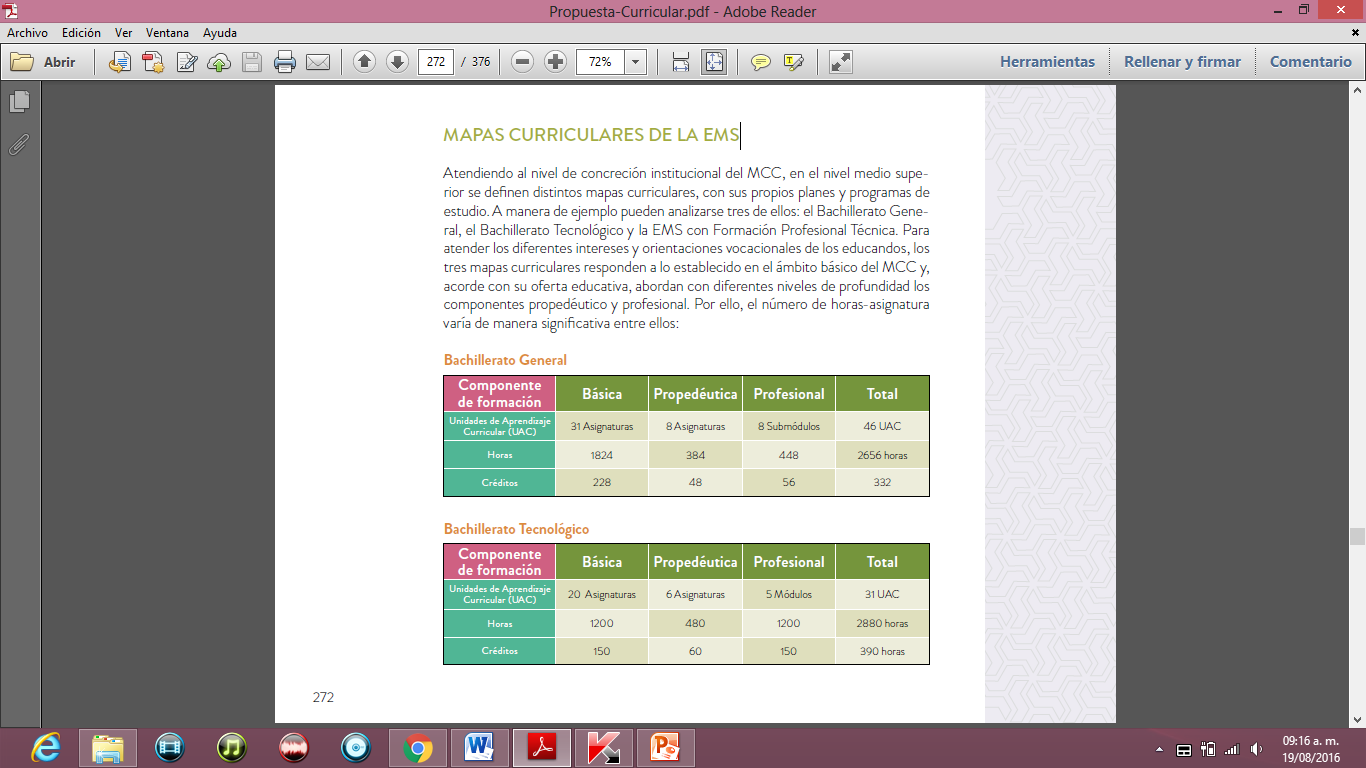 Propuesta-Curricular.pdf - Adobe Reader
Archivo Edición Ver Ventana Ayuda
Abrir 272 / 376 72% Herramientas Rellenar y firmar Comentario
MAPAS CURRICULARES DE LA EMS
Atendiendo al nivel de concreción institucional del MCC, en el nivel medio supe-
rior se definen distintos mapas curriculares, con sus propios planes y programas de
estudio. A manera de ejemplo pueden analizarse tres de ellos: el Bachillerato Gene-
ral, el Bachillerato Tecnológico y la EMS con Formación Profesional Técnica. Para
atender los diferentes intereses y orientaciones vocacionales de los educandos, los
tres mapas curriculares responden a lo establecido en el ámbito básico del MCC y,
acorde con su oferta educativa, abordan con diferentes niveles de profundidad los
componentes propedéutico y profesional. Por ello, el número de horas-asignatura
varía de manera significativa entre ellos:
Bachillerato General
Componente de formación Básica Propedéutica Profesional Total
Unidades de Aprendizaje Curricular (UAC) 31 Asignaturas 8 Asignaturas 8 Submódulos 46 UAC
Horas 1824 384 448 2656 horas
Créditos 228 48 56 332
Bachillerato Tecnológico
Componente de formación Básica Propedéutica Profesional Total
Unidades de Aprendizaje Curricular (UAC) 20 Asignaturas 6 Asignaturas 5 Módulos 31 UAC
Horas 1200 480 1200 2880 horas
Créditos 150 60 150 390 horas
272
09:16 a. m.
19/08/2016